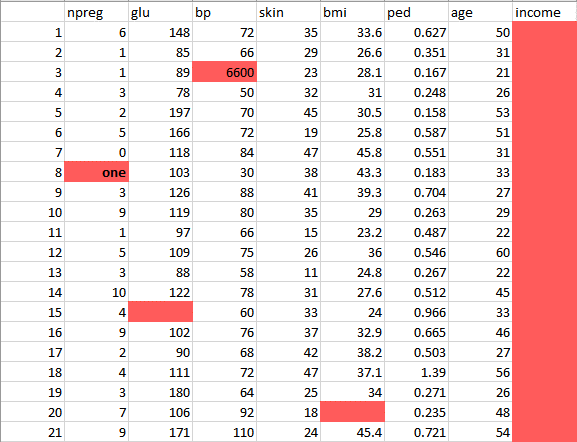 npreg glu bp skin bmi ped age income
1 6 148 72 35 33.6 0.627 50
2 1 85 66 29 26.6 0.351 31
3 1 89 6600 23 28.1 0.167 21
4 3 78 50 32 31 0.248 26
5 2 197 70 45 30.5 0.158 53
6 5 166 72 19 25.8 0.587 51
7 0 118 84 47 45.8 0.551 31
8 one 103 30 38 43.3 0.183 33
9 3 126 88 41 39.3 0.704 27
10 9 119 80 35 29 0.263 29
11 1 97 66 15 23.2 0.487 22
12 5 109 75 26 36 0.546 60
13 3 88 58 11 24.8 0.267 22
14 10 122 78 31 27.6 0.512 45
15 4 60 33 24 0.966 33
16 9 102 76 37 32.9 0.665 46
17 2 90 68 42 38.2 0.503 27
18 4 111 72 47 37.1 1.39 56
19 3 180 64 25 34 0.271 26
20 7 106 92 18 0.235 48
21 9 171 110 24 45.4 0.721 54